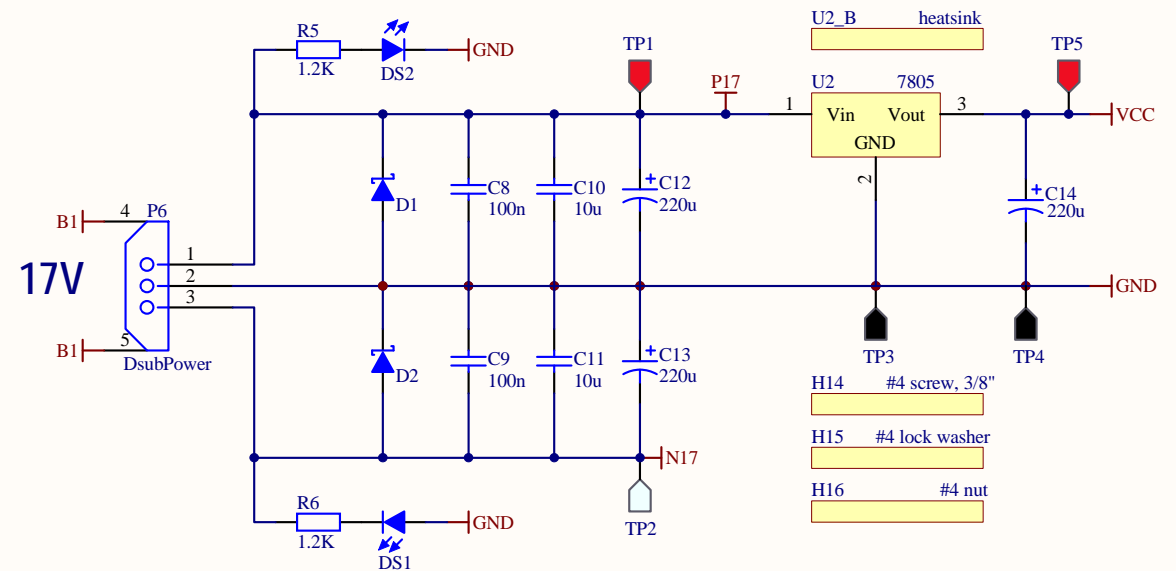 U2_B heatsink
R5
TP1
TP5
1.2K
DS2
GND
P17
U2 7805
1
Vin Vout
3
VCC
GND
2
D1
C8
100n
C10
10u
+
C12
220u
+
C14
220u
B1
4
P6
17V
1
2
3
GND
B1
5
DsubPower
D2
C9
100n
C11
10u
+
C13
220u
TP3
TP4
H14 #4 screw, 3/8"
H15 #4 lock washer
N17
H16 #4 nut
R6
1.2K
DS1
GND
TP2